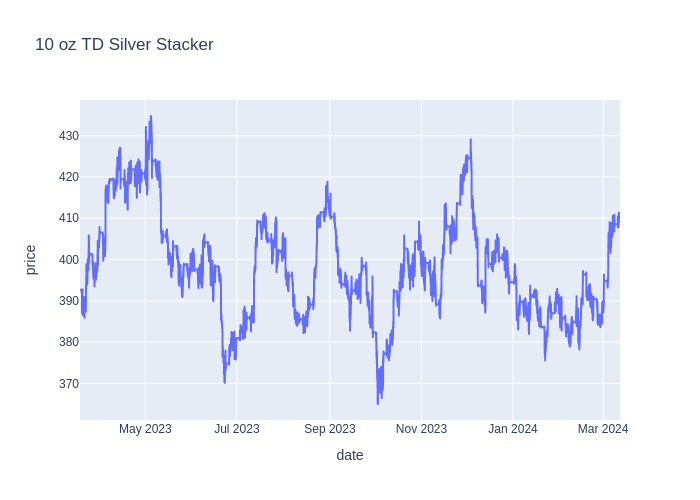 10 oz TD Silver Stacker
430
420
410
400
390
380
370
price
May 2023
Jul 2023
Sep 2023
Nov 2023
Jan 2024
Mar 2024
date